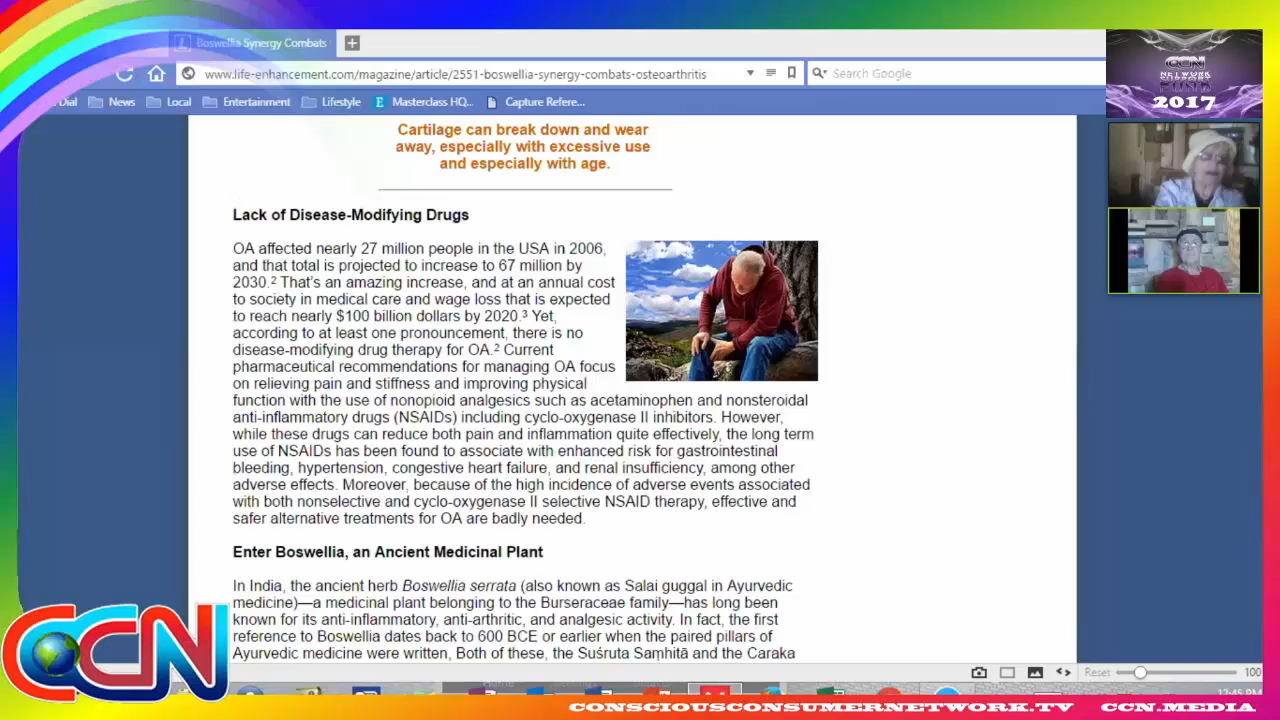 Boswellia Synergy Combats
www.life-enhancement.com/magazine/article/2551-boswellia-synergy-combats-osteoarthritis
Search Google
Dial
News
Local
Entertainment
Lifestyle
Masterclass HQ...
Capture Refere...
CCN
NETWORK
SUPPORT
FUND
2017
Cartilage can break down and wear
away, especially with excessive use
and especially with age.
Lack of Disease-Modifying Drugs
OA affected nearly 27 million people in the USA in 2006,
and that total is projected to increase to 67 million by
2030.² That's an amazing increase, and at an annual cost
to society in medical care and wage loss that is expected
to reach nearly $100 billion dollars by 2020.³ Yet,
according to at least one pronouncement, there is no
disease-modifying drug therapy for OA.² Current
pharmaceutical recommendations for managing OA focus
on relieving pain and stiffness and improving physical
function with the use of nonopioid analgesics such as acetaminophen and nonsteroidal
anti-inflammatory drugs (NSAIDs) including cyclo-oxygenase II inhibitors. However,
while these drugs can reduce both pain and inflammation quite effectively, the long term
use of NSAIDs has been found to associate with enhanced risk for gastrointestinal
bleeding, hypertension, congestive heart failure, and renal insufficiency, among other
adverse effects. Moreover, because of the high incidence of adverse events associated
with both nonselective and cyclo-oxygenase II selective NSAID therapy, effective and
safer alternative treatments for OA are badly needed.
Enter Boswellia, an Ancient Medicinal Plant
In India, the ancient herb Boswellia serrata (also known as Salai guggal in Ayurvedic
medicine)—a medicinal plant belonging to the Burseraceae family—has long been
known for its anti-inflammatory, anti-arthritic, and analgesic activity. In fact, the first
reference to Boswellia dates back to 600 BCE or earlier when the paired pillars of
Ayurvedic medicine were written, Both of these, the Suśruta Saṃhitā and the Caraka
Reset
100
12:45 PM
CCN
CONSCIOUSCONSUMERNETWORK.TV CCN.MEDIA